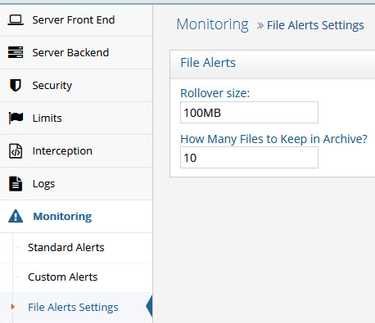 Server Front End
Server Backend
Security
Limits
Interception
Logs
Monitoring
Standard Alerts
Custom Alerts
File Alerts Settings
Monitoring » File Alerts Settings
File Alerts
Rollover size:
100MB
How Many Files to Keep in Archive?
10